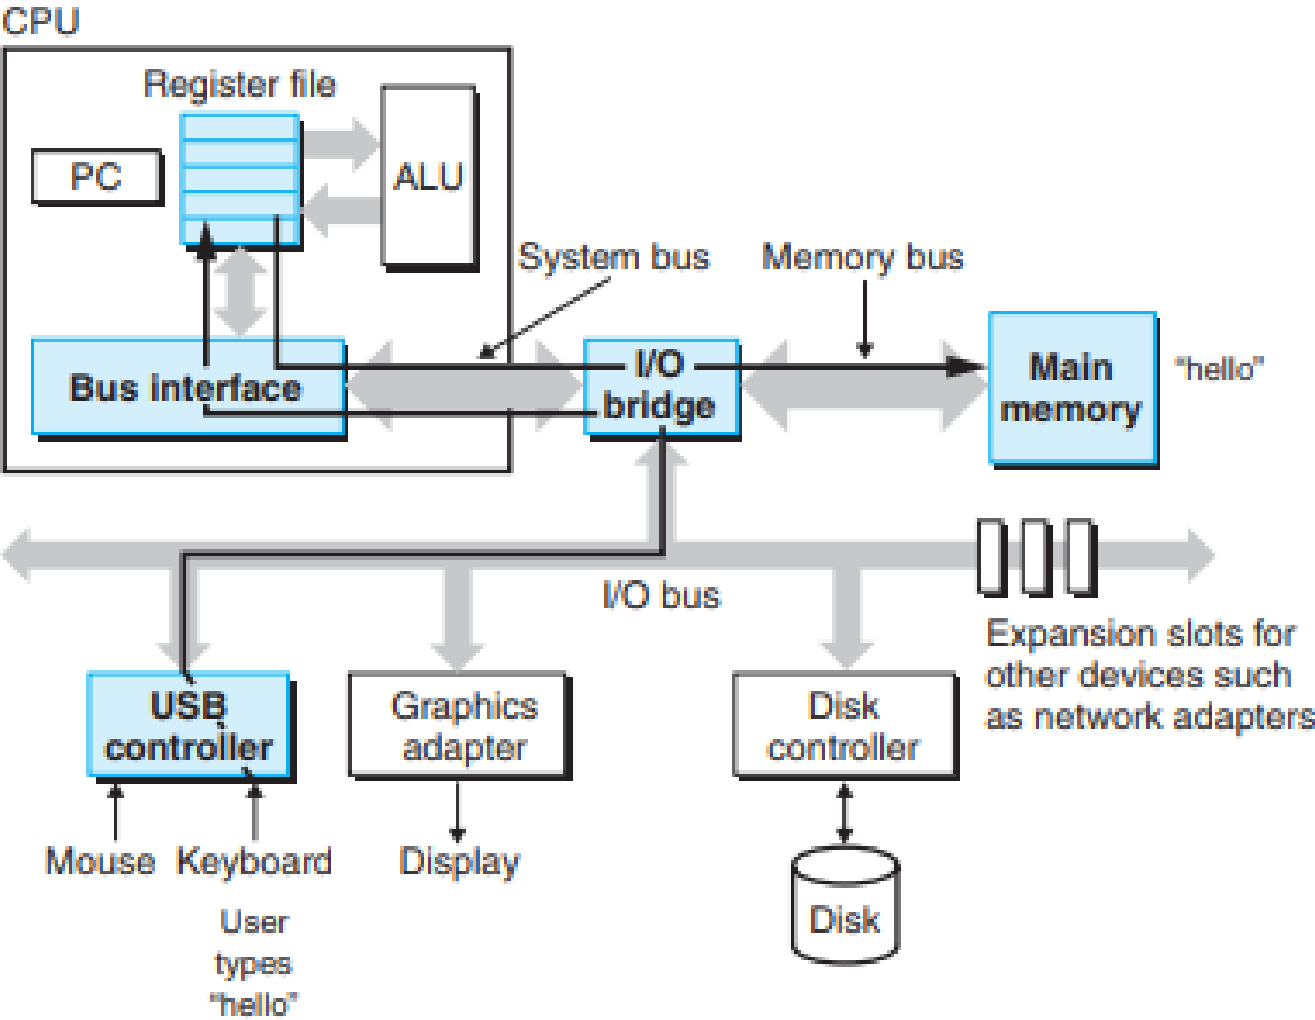 CPU
Register file
PC
ALU
System bus
Memory bus
Bus interface
I/O
bridge
Main
memory
“hello”
I/O bus
Expansion slots for
other devices such
as network adapters
USB
controller
Graphics
adapter
Disk
controller
Mouse
Keyboard
Display
Disk
User
types
“hello”